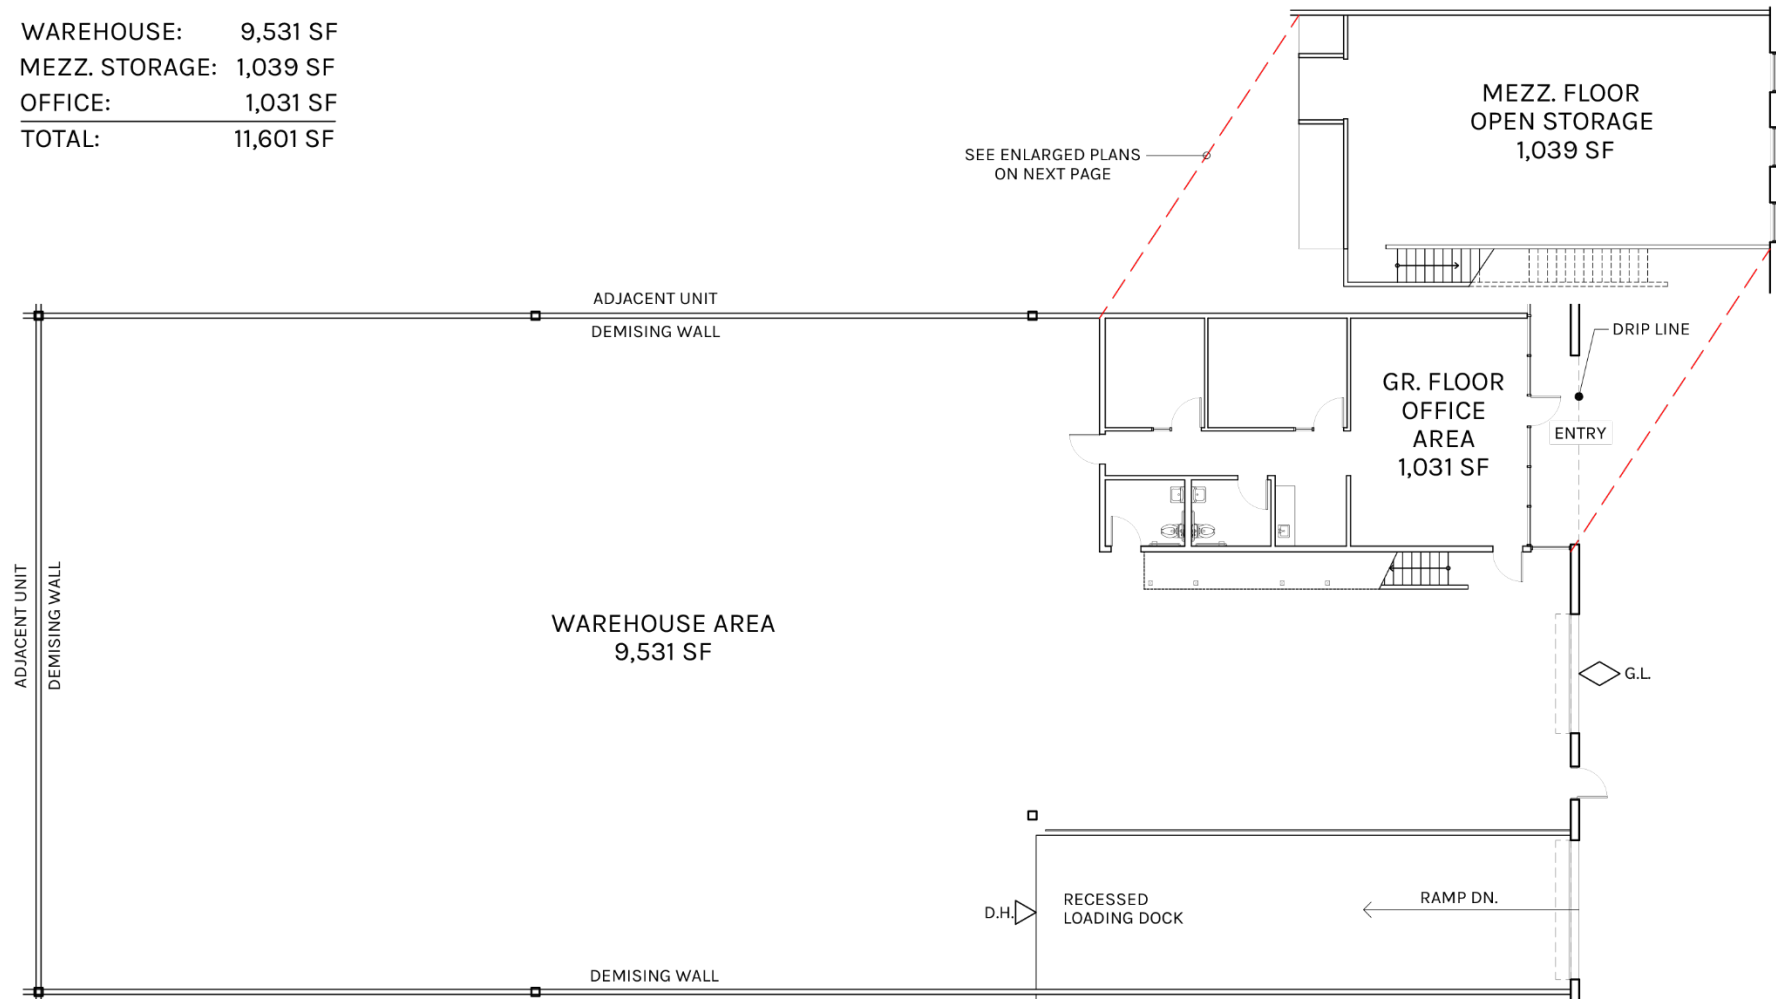 WAREHOUSE: 9,531 SF
MEZZ. STORAGE: 1,039 SF
OFFICE: 1,031 SF
TOTAL: 11,601 SF
MEZZ. FLOOR
OPEN STORAGE
1,039 SF
SEE ENLARGED PLANS
ON NEXT PAGE
ADJACENT UNIT
DEMISING WALL
DRIP LINE
GR. FLOOR
OFFICE
AREA
1,031 SF
ENTRY
ADJACENT UNIT
DEMISING WALL
WAREHOUSE AREA
9,531 SF
G.L.
D.H.
RECESSED
LOADING DOCK
RAMP DN.
DEMISING WALL